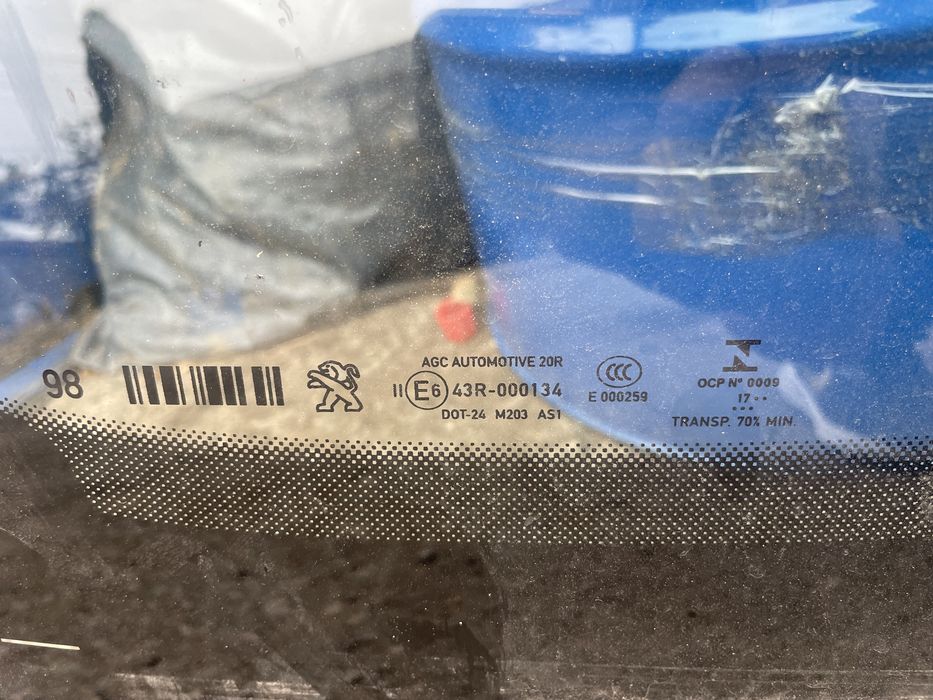 98
AGC AUTOMOTIVE 20R
II E6 43R-000134
DOT-24 M203 AS1
CCC
E 000259
OCP Nº 0009
17 ••
•••
TRANSP. 70% MIN.